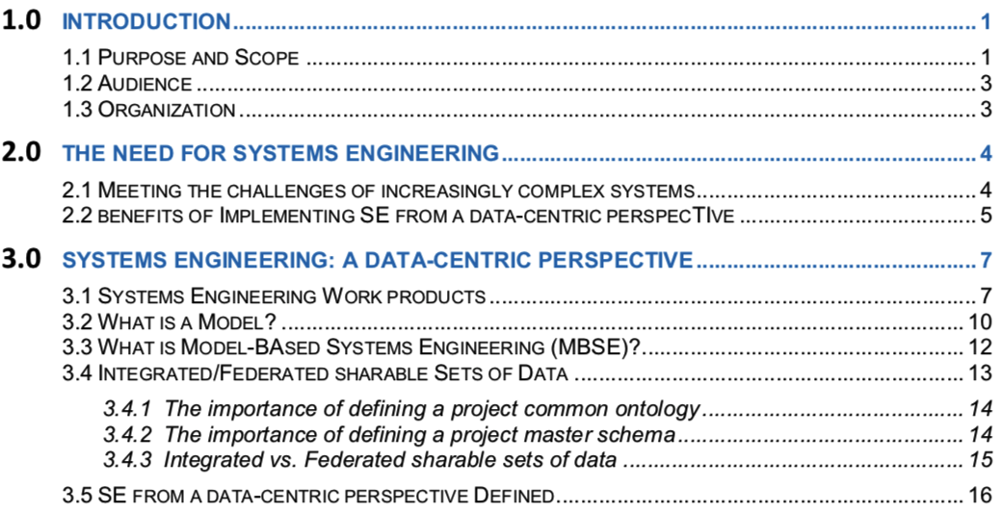 1.0 INTRODUCTION 1
1.1 PURPOSE AND SCOPE 1
1.2 AUDIENCE 3
1.3 ORGANIZATION 3
2.0 THE NEED FOR SYSTEMS ENGINEERING 4
2.1 MEETING THE CHALLENGES OF INCREASINGLY COMPLEX SYSTEMS 4
2.2 BENEFITS OF IMPLEMENTING SE FROM A DATA-CENTRIC PERSPECTIVE 5
3.0 SYSTEMS ENGINEERING: A DATA-CENTRIC PERSPECTIVE 7
3.1 SYSTEMS ENGINEERING WORK PRODUCTS 7
3.2 WHAT IS A MODEL? 10
3.3 WHAT IS MODEL-BASED SYSTEMS ENGINEERING (MBSE)? 12
3.4 INTEGRATED/FEDERATED SHARABLE SETS OF DATA 13
3.4.1 The importance of defining a project common ontology 14
3.4.2 The importance of defining a project master schema 14
3.4.3 Integrated vs. Federated sharable sets of data 15
3.5 SE FROM A DATA-CENTRIC PERSPECTIVE DEFINED 16